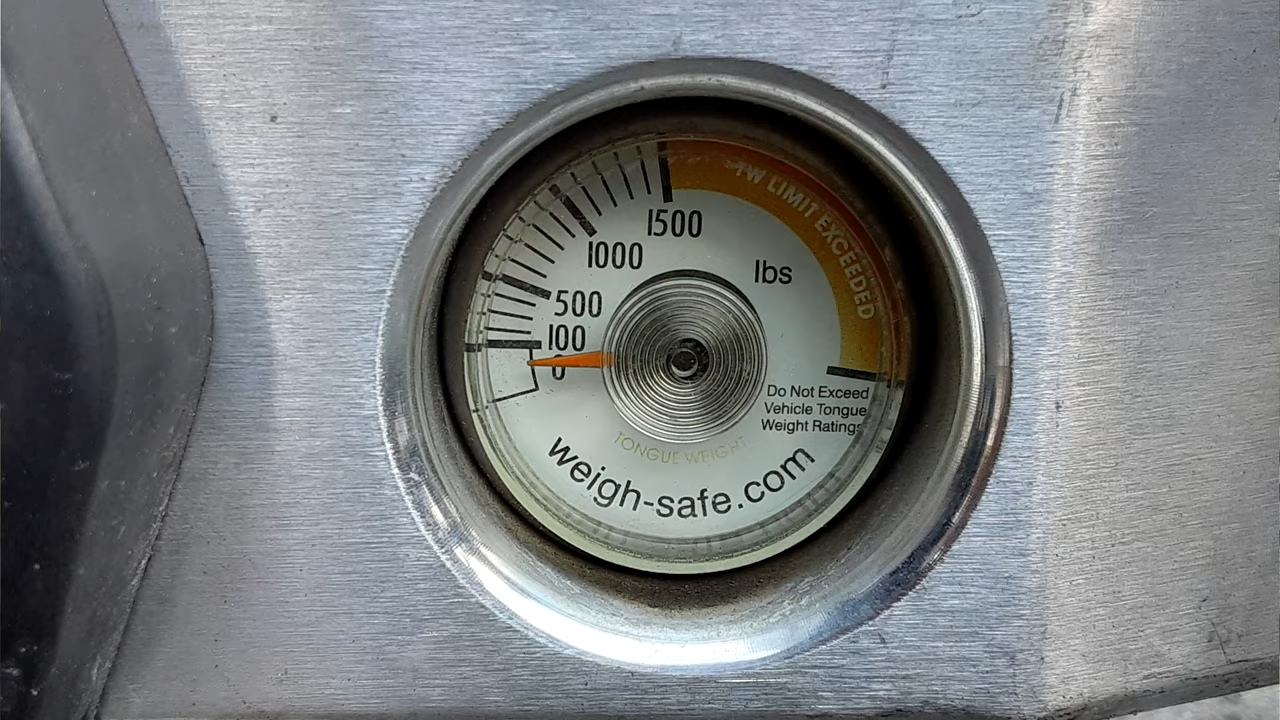 TW LIMIT EXCEEDED
1500
1000
lbs
500
100
0
Do Not Exceed
Vehicle Tongue
Weight Ratings
TONGUE WEIGHT
weigh-safe.com